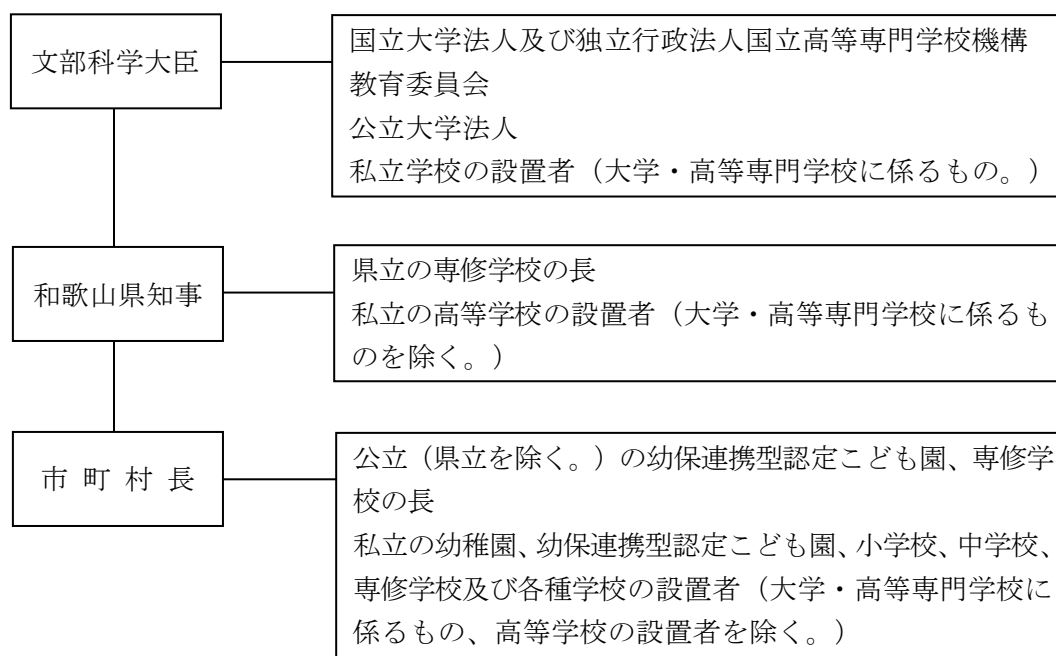 文部科学大臣
国立大学法人及び独立行政法人国立高等専門学校機構
教育委員会
公立大学法人
私立学校の設置者（大学・高等専門学校に係るもの。）
和歌山県知事
県立の専修学校の長
私立の高等学校の設置者（大学・高等専門学校に係るも
のを除く。）
市 町 村 長
公立（県立を除く。）の幼保連携型認定こども園、専修学
校の長
私立の幼稚園、幼保連携型認定こども園、小学校、中学校、
専修学校及び各種学校の設置者（大学・高等専門学校に
係るもの、高等学校の設置者を除く。）